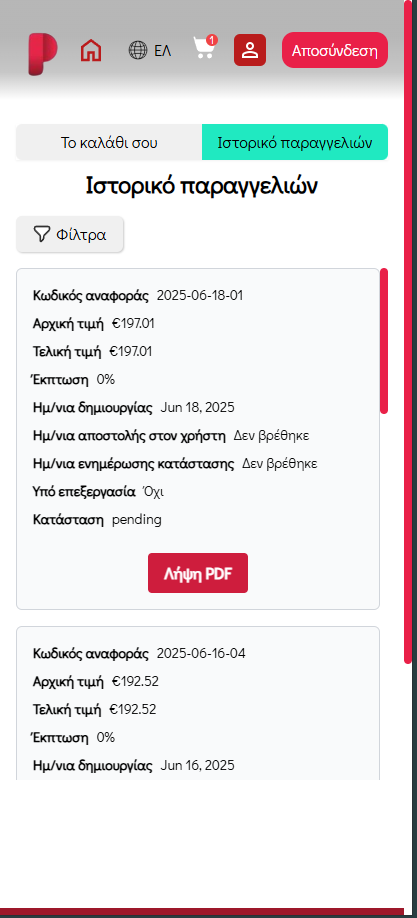 ΕΛ
1
Αποσύνδεση
Το καλάθι σου
Ιστορικό παραγγελιών
Ιστορικό παραγγελιών
Φίλτρα
Κωδικός αναφοράς 2025-06-18-01
Αρχική τιμή €197.01
Τελική τιμή €197.01
Έκπτωση 0%
Ημ/νια δημιουργίας Jun 18, 2025
Ημ/νια αποστολής στον χρήστη Δεν βρέθηκε
Ημ/νια ενημέρωσης κατάστασης Δεν βρέθηκε
Υπό επεξεργασία Όχι
Κατάσταση pending
Λήψη PDF
Κωδικός αναφοράς 2025-06-16-04
Αρχική τιμή €192.52
Τελική τιμή €192.52
Έκπτωση 0%
Ημ/νια δημιουργίας Jun 16, 2025